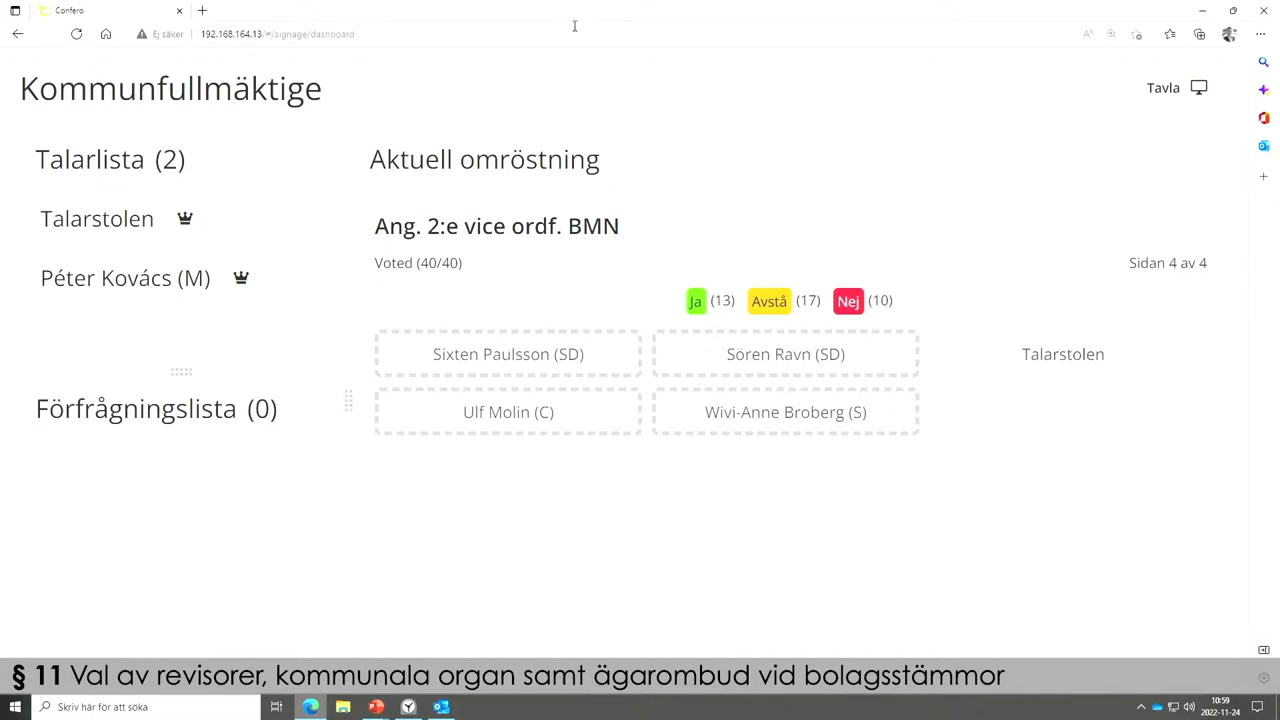 Confero
Ej säker
192.168.164.13/#/signage/dashboard
Kommunfullmäktige
Tavla
Talarlista (2)
Talarstolen
Péter Kovács (M)
Förfrågningslista (0)
Aktuell omröstning
Ang. 2:e vice ordf. BMN
Voted (40/40)
Sidan 4 av 4
Ja (13) Avstå (17) Nej (10)
Sixten Paulsson (SD)
Sören Ravn (SD)
Talarstolen
Ulf Molin (C)
Wivi-Anne Broberg (S)
§ 11 Val av revisorer, kommunala organ samt ägarombud vid bolagsstämmor
Skriv här för att söka
10:59
2022-11-24